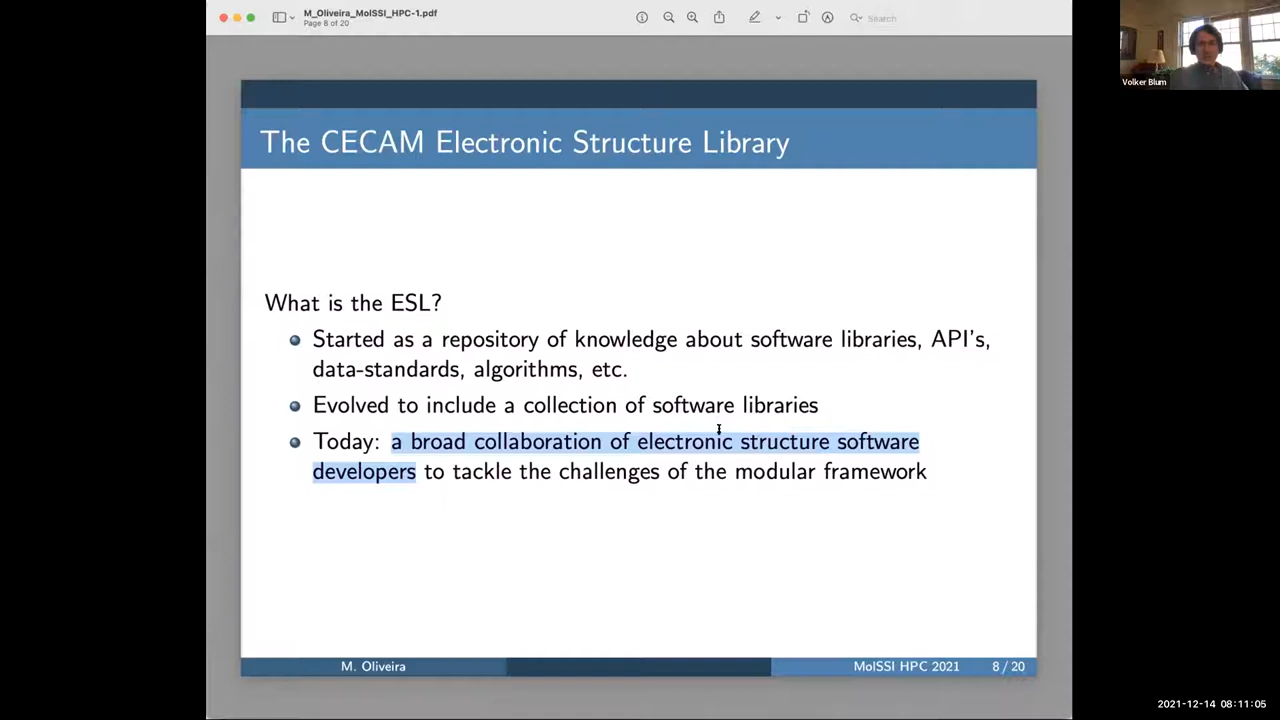 M_Oliveira_MolSSI_HPC-1.pdf
Page 8 of 20
Search
Volker Blum
The CECAM Electronic Structure Library
What is the ESL?
Started as a repository of knowledge about software libraries, API's,
data-standards, algorithms, etc.
Evolved to include a collection of software libraries
Today: a broad collaboration of electronic structure software
developers to tackle the challenges of the modular framework
M. Oliveira
MolSSI HPC 2021
8 / 20
2021-12-14 08:11:05